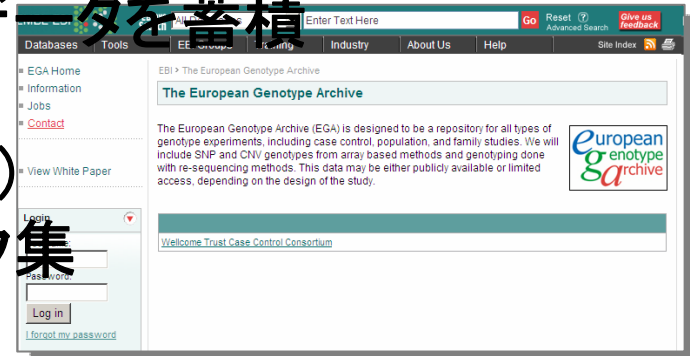 タを蓄積
Enter Text Here
Go
Reset ?
Advanced Search
Give us
feedback
Databases
Tools
EBI Groups
Training
Industry
About Us
Help
Site Index
EGA Home
Information
Jobs
Contact
View White Paper
)
集
Login
Password:
Log in
I forgot my password
EBI > The European Genotype Archive
The European Genotype Archive
The European Genotype Archive (EGA) is designed to be a repository for all types of
genotype experiments, including case control, population, and family studies. We will
include SNP and CNV genotypes from array based methods and genotyping done
with re-sequencing methods. This data may be either publicly available or limited
access, depending on the design of the study.
European
genotype
Archive
Wellcome Trust Case Control Consortium